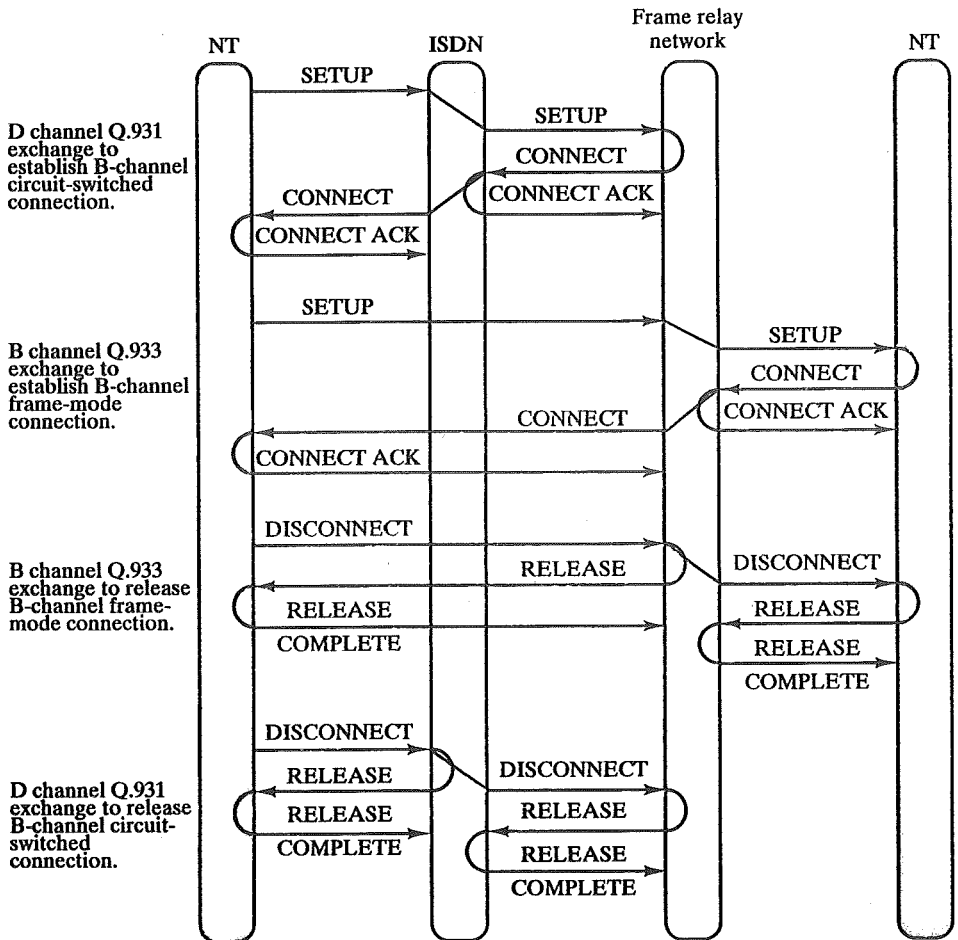 NT
ISDN
Frame relay
network
NT
D channel Q.931
exchange to
establish B-channel
circuit-switched
connection.
SETUP
SETUP
CONNECT
CONNECT
CONNECT ACK
CONNECT ACK
B channel Q.933
exchange to
establish B-channel
frame-mode
connection.
SETUP
SETUP
CONNECT
CONNECT
CONNECT ACK
CONNECT ACK
B channel Q.933
exchange to release
B-channel frame-
mode connection.
DISCONNECT
DISCONNECT
RELEASE
RELEASE
RELEASE
COMPLETE
RELEASE
COMPLETE
D channel Q.931
exchange to release
B-channel circuit-
switched
connection.
DISCONNECT
DISCONNECT
RELEASE
RELEASE
RELEASE
COMPLETE
RELEASE
COMPLETE